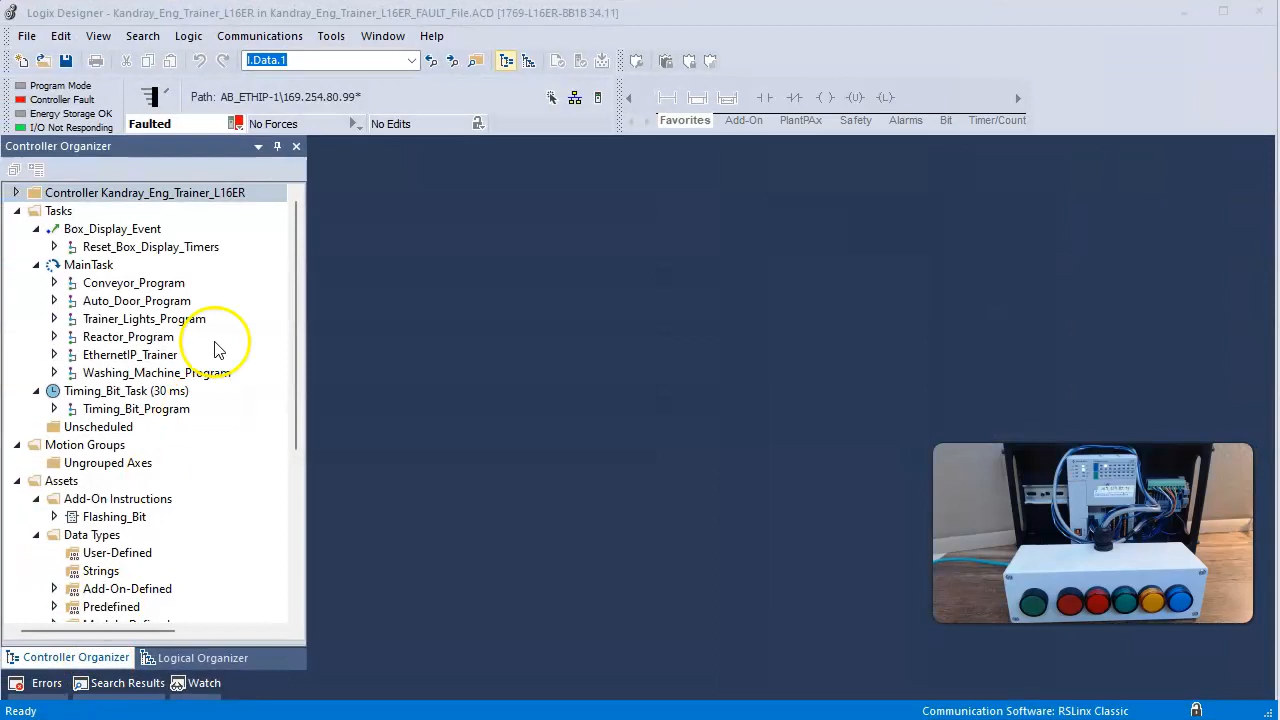 Logix Designer - Kandray_Eng_Trainer_L16ER in Kandray_Eng_Trainer_L16ER_FAULT_File.ACD [1769-L16ER-BB1B 34.11]
File Edit View Search Logic Communications Tools Window Help
I.Data.1
Program Mode
Controller Fault
Energy Storage OK
I/O Not Responding
Path: AB_ETHIP-1\169.254.80.99*
Faulted
No Forces
No Edits
Favorites Add-On PlantPAx Safety Alarms Bit Timer/Count
Controller Organizer
Controller Kandray_Eng_Trainer_L16ER
Tasks
Box_Display_Event
Reset_Box_Display_Timers
MainTask
Conveyor_Program
Auto_Door_Program
Trainer_Lights_Program
Reactor_Program
EthernetIP_Trainer
Washing_Machine_Program
Timing_Bit_Task (30 ms)
Timing_Bit_Program
Unscheduled
Motion Groups
Ungrouped Axes
Assets
Add-On Instructions
Flashing_Bit
Data Types
User-Defined
Strings
Add-On-Defined
Predefined
Controller Organizer Logical Organizer
Errors Search Results Watch
Ready
Communication Software: RSLinx Classic